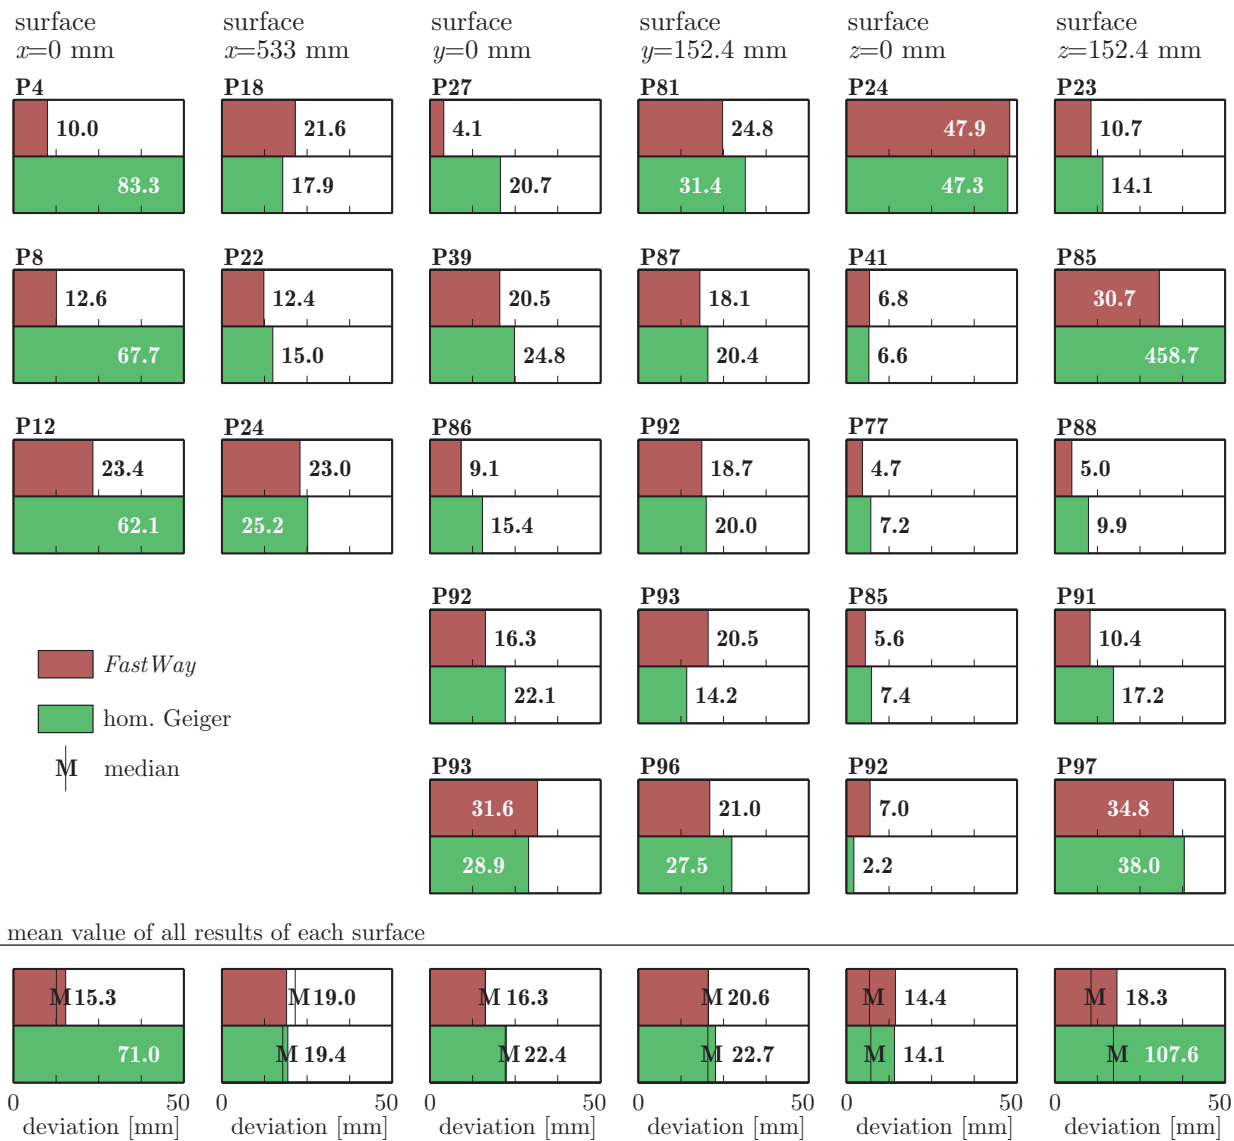 surface surface surface surface surface surface
x=0 mm x=533 mm y=0 mm y=152.4 mm z=0 mm z=152.4 mm
P4 P18 P27 P81 P24 P23
10.0 21.6 4.1 24.8 47.9 10.7
83.3 17.9 20.7 31.4 47.3 14.1
P8 P22 P39 P87 P41 P85
12.6 12.4 20.5 18.1 6.8 30.7
67.7 15.0 24.8 20.4 6.6 458.7
P12 P24 P86 P92 P77 P88
23.4 23.0 9.1 18.7 4.7 5.0
62.1 25.2 15.4 20.0 7.2 9.9
P92 P93 P85 P91
16.3 20.5 5.6 10.4
22.1 14.2 7.4 17.2
FastWay
hom. Geiger
M median
P93 P96 P92 P97
31.6 21.0 7.0 34.8
28.9 27.5 2.2 38.0
mean value of all results of each surface
M 15.3 M 19.0 M 16.3 M 20.6 M 14.4 M 18.3
71.0 M 19.4 M 22.4 M 22.7 M 14.1 M 107.6
0 50 0 50 0 50 0 50 0 50 0 50
deviation [mm] deviation [mm] deviation [mm] deviation [mm] deviation [mm] deviation [mm]